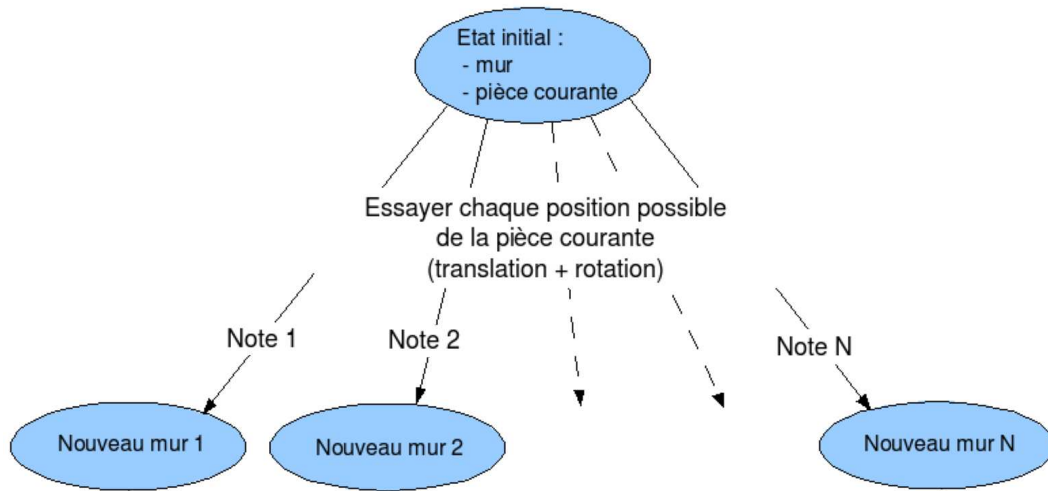 Etat initial :
- mur
- pièce courante
Essayer chaque position possible
de la pièce courante
(translation + rotation)
Note 1
Note 2
Note N
Nouveau mur 1
Nouveau mur 2
Nouveau mur N